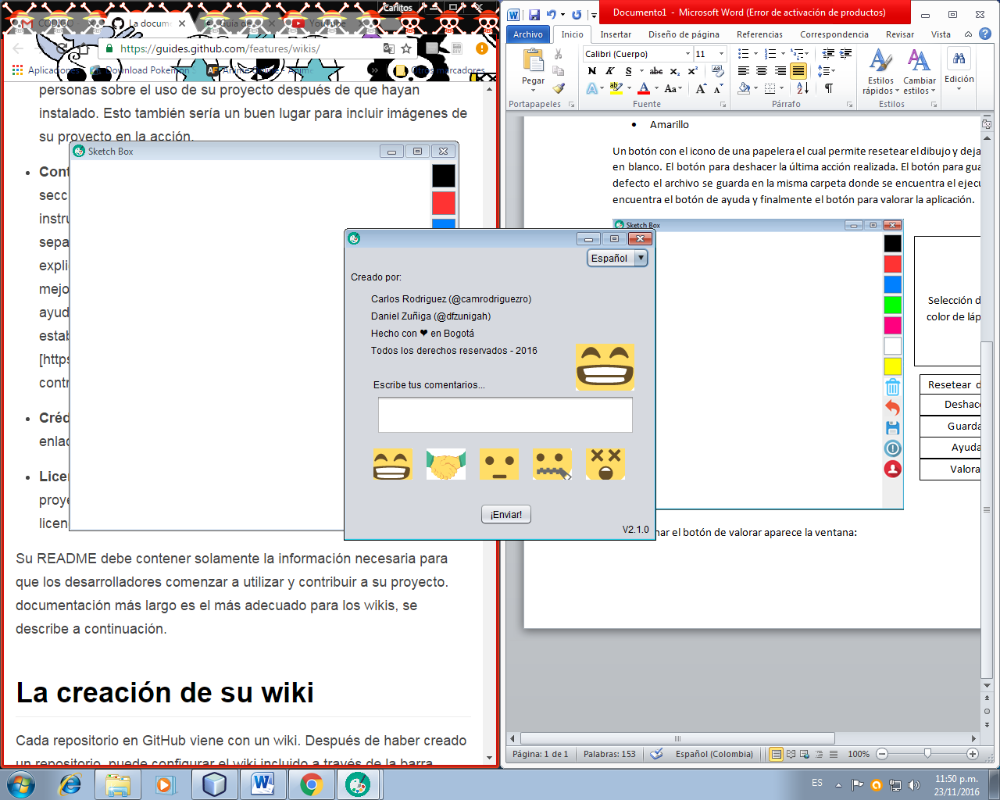 Carlitos
CODIGO
La docume
Guia de
YouTube
https://guides.github.com/features/wikis/
Aplicaciones
Download Pokemon
Anime Online - Anime
Otros marcadores
personas sobre el uso de su proyecto después de que hayan
instalado. Esto también sería un buen lugar para incluir imágenes de
su proyecto en la acción.
Cont
secc
instru
sepa
expli
mejo
ayud
estab
[https
contr
Créd
enlac
Licen
proye
licen
Su README debe contener solamente la información necesaria para
que los desarrolladores comenzar a utilizar y contribuir a su proyecto.
documentación más largo es el más adecuado para los wikis, se
describe a continuación.
La creación de su wiki
Cada repositorio en GitHub viene con un wiki. Después de haber creado
un repositorio, puede configurar el wiki incluido a través de la barra
Sketch Box
Español
Creado por:
Carlos Rodriguez (@camrodriguezro)
Daniel Zuñiga (@dfzunigah)
Hecho con ♥ en Bogotá
Todos los derechos reservados - 2016
Escribe tus comentarios...
¡Enviar!
V2.1.0
Documento1 - Microsoft Word (Error de activación de productos)
Archivo Inicio Insertar Diseño de página Referencias Correspondencia Revisar Vista
Pegar
Portapapeles
Calibri (Cuerpo) 11
N K S abc x₂ x²
A ab A Aa A A
Fuente
Párrafo
Estilos rápidos
Cambiar estilos
Estilos
Edición
• Amarillo
Un botón con el icono de una papelera el cual permite resetear el dibujo y deja
en blanco. El botón para deshacer la última acción realizada. El botón para gua
defecto el archivo se guarda en la misma carpeta donde se encuentra el ejecu
encuentra el botón de ayuda y finalmente el botón para valorar la aplicación.
Sketch Box
Selección d
color de láp
Resetear d
Deshac
Guarda
Ayuda
Valora
nar el botón de valorar aparece la ventana:
Página: 1 de 1 Palabras: 153 Español (Colombia) 100%
ES
11:50 p.m.
23/11/2016